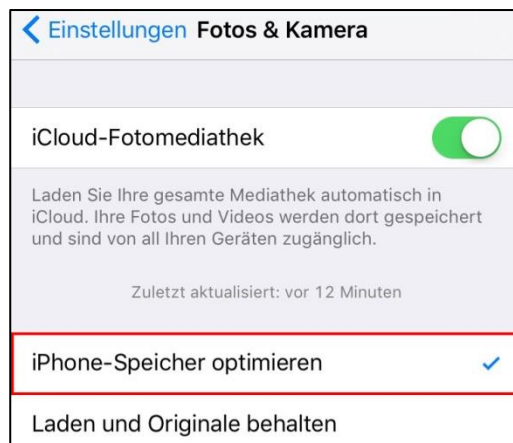 Einstellungen Fotos & Kamera
iCloud-Fotomediathek
Laden Sie Ihre gesamte Mediathek automatisch in
iCloud. Ihre Fotos und Videos werden dort gespeichert
und sind von all Ihren Geräten zugänglich.
Zuletzt aktualisiert: vor 12 Minuten
iPhone-Speicher optimieren
Laden und Originale behalten